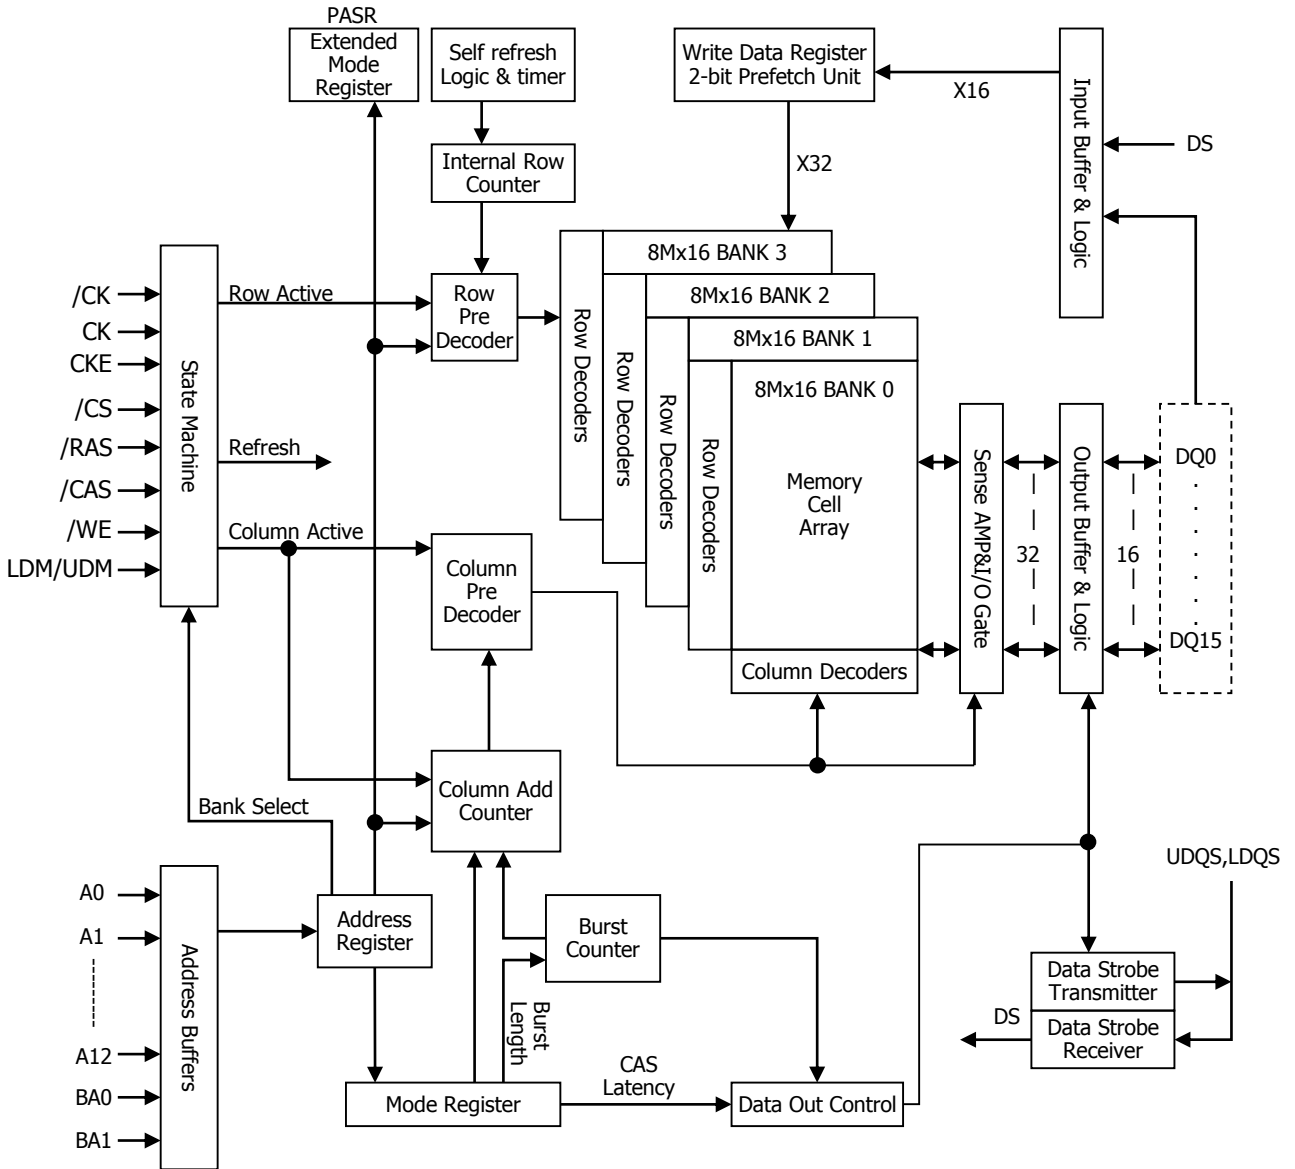 PASR
Extended
Mode
Register
Self refresh
Logic & timer
Write Data Register
2-bit Prefetch Unit
X16
Input Buffer & Logic
DS
Internal Row
Counter
X32
8Mx16 BANK 3
8Mx16 BANK 2
8Mx16 BANK 1
8Mx16 BANK 0
/CK
CK
CKE
/CS
/RAS
/CAS
/WE
LDM/UDM
State Machine
Row Active
Refresh
Column Active
Row
Pre
Decoder
Row Decoders
Row Decoders
Row Decoders
Row Decoders
Memory
Cell
Array
Sense AMP&I/O Gate
32
Output Buffer & Logic
16
DQ0
DQ15
Column
Pre
Decoder
Column Decoders
Column Add
Counter
Bank Select
A0
A1
A12
BA0
BA1
Address Buffers
Address
Register
Burst
Counter
Burst
Length
UDQS,LDQS
Data Strobe
Transmitter
DS
Data Strobe
Receiver
CAS
Latency
Mode Register
Data Out Control